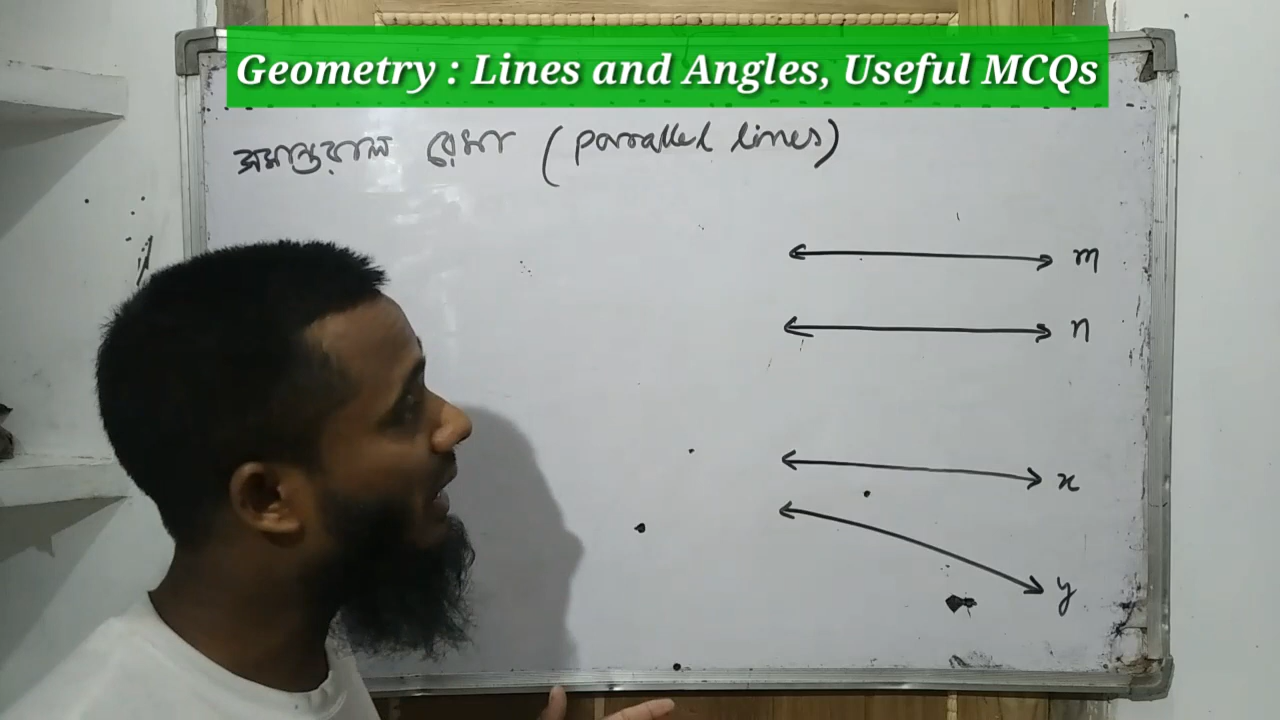 Geometry : Lines and Angles, Useful MCQs
সমান্তরাল রেখা (parallel lines)
m
n
x
y